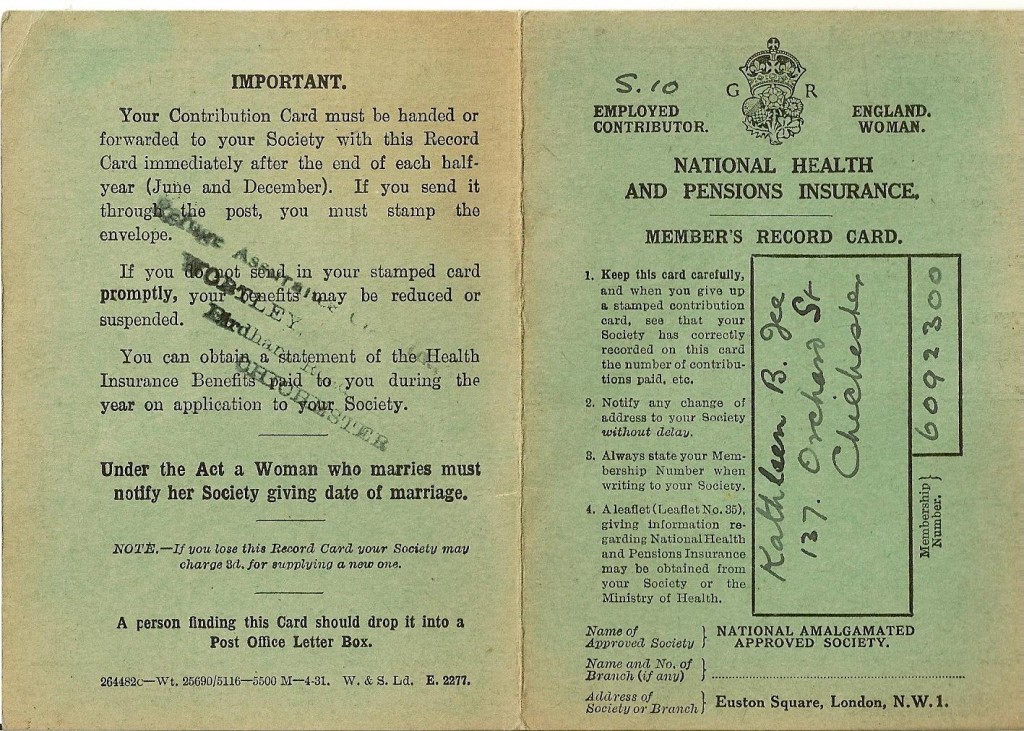 IMPORTANT.
Your Contribution Card must be handed or
forwarded to your Society with this Record
Card immediately after the end of each half-
year (June and December). If you send it
through the post, you must stamp the
envelope.
If you do not send in your stamped card
promptly, your benefits may be reduced or
suspended.
You can obtain a statement of the Health
Insurance Benefits paid to you during the
year on application to your Society.
Refuge Assurance
WORTLEY,
CHICHESTER
Under the Act a Woman who marries must
notify her Society giving date of marriage.
NOTE.—If you lose this Record Card your Society may
charge 3d. for supplying a new one.
A person finding this Card should drop it into a
Post Office Letter Box.
264482c—Wt. 25690/5116—5500 M—4-31. W. & S. Ld. E. 2277.
S. 10
G R
EMPLOYED
CONTRIBUTOR.
ENGLAND.
WOMAN.
NATIONAL HEALTH
AND PENSIONS INSURANCE,
MEMBER'S RECORD CARD.
1. Keep this card carefully,
and when you give up
a stamped contribution
card, see that your
Society has correctly
recorded on this card
the number of contribu-
tions paid, etc.
2. Notify any change of
address to your Society
without delay.
3. Always state your Mem-
bership Number when
writing to your Society.
4. A leaflet (Leaflet No. 35),
giving information re-
garding National Health
and Pensions Insurance
may be obtained from
your Society or the
Ministry of Health.
Kathleen B. Gee
137. Orchard St
Chichester
6092300
Membership
Number.
Name of
Approved Society
NATIONAL AMALGAMATED
APPROVED SOCIETY.
Name and No. of
Branch (if any)
Address of
Society or Branch
Euston Square, London, N.W.1.